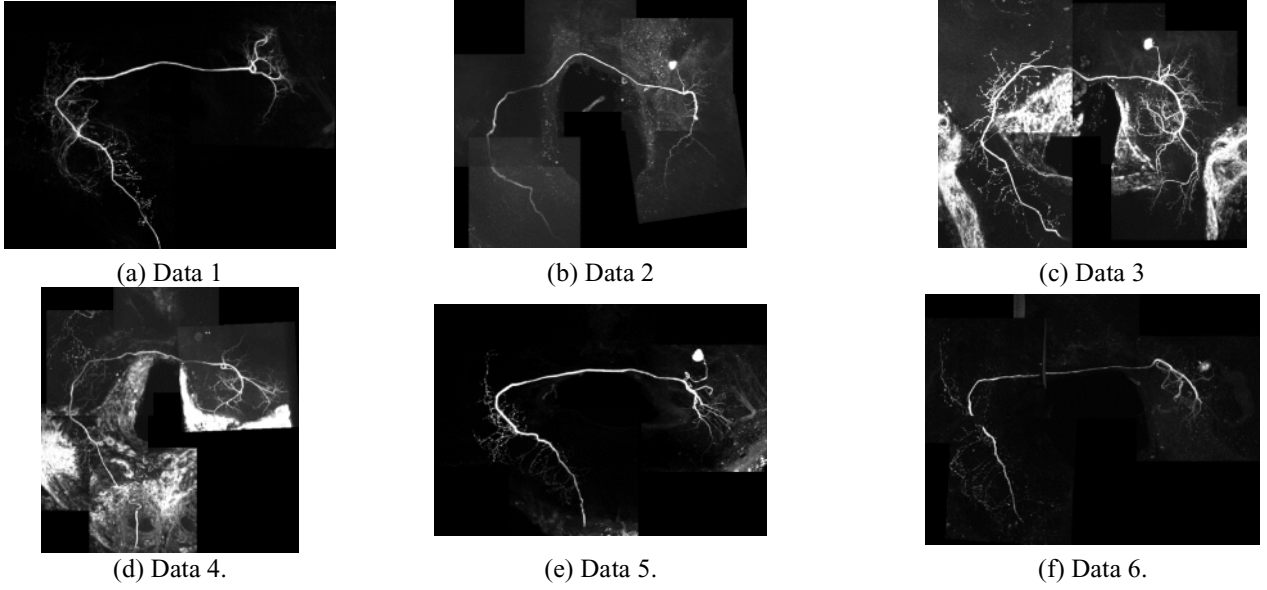 (a) Data 1
(b) Data 2
(c) Data 3
(d) Data 4.
(e) Data 5.
(f) Data 6.